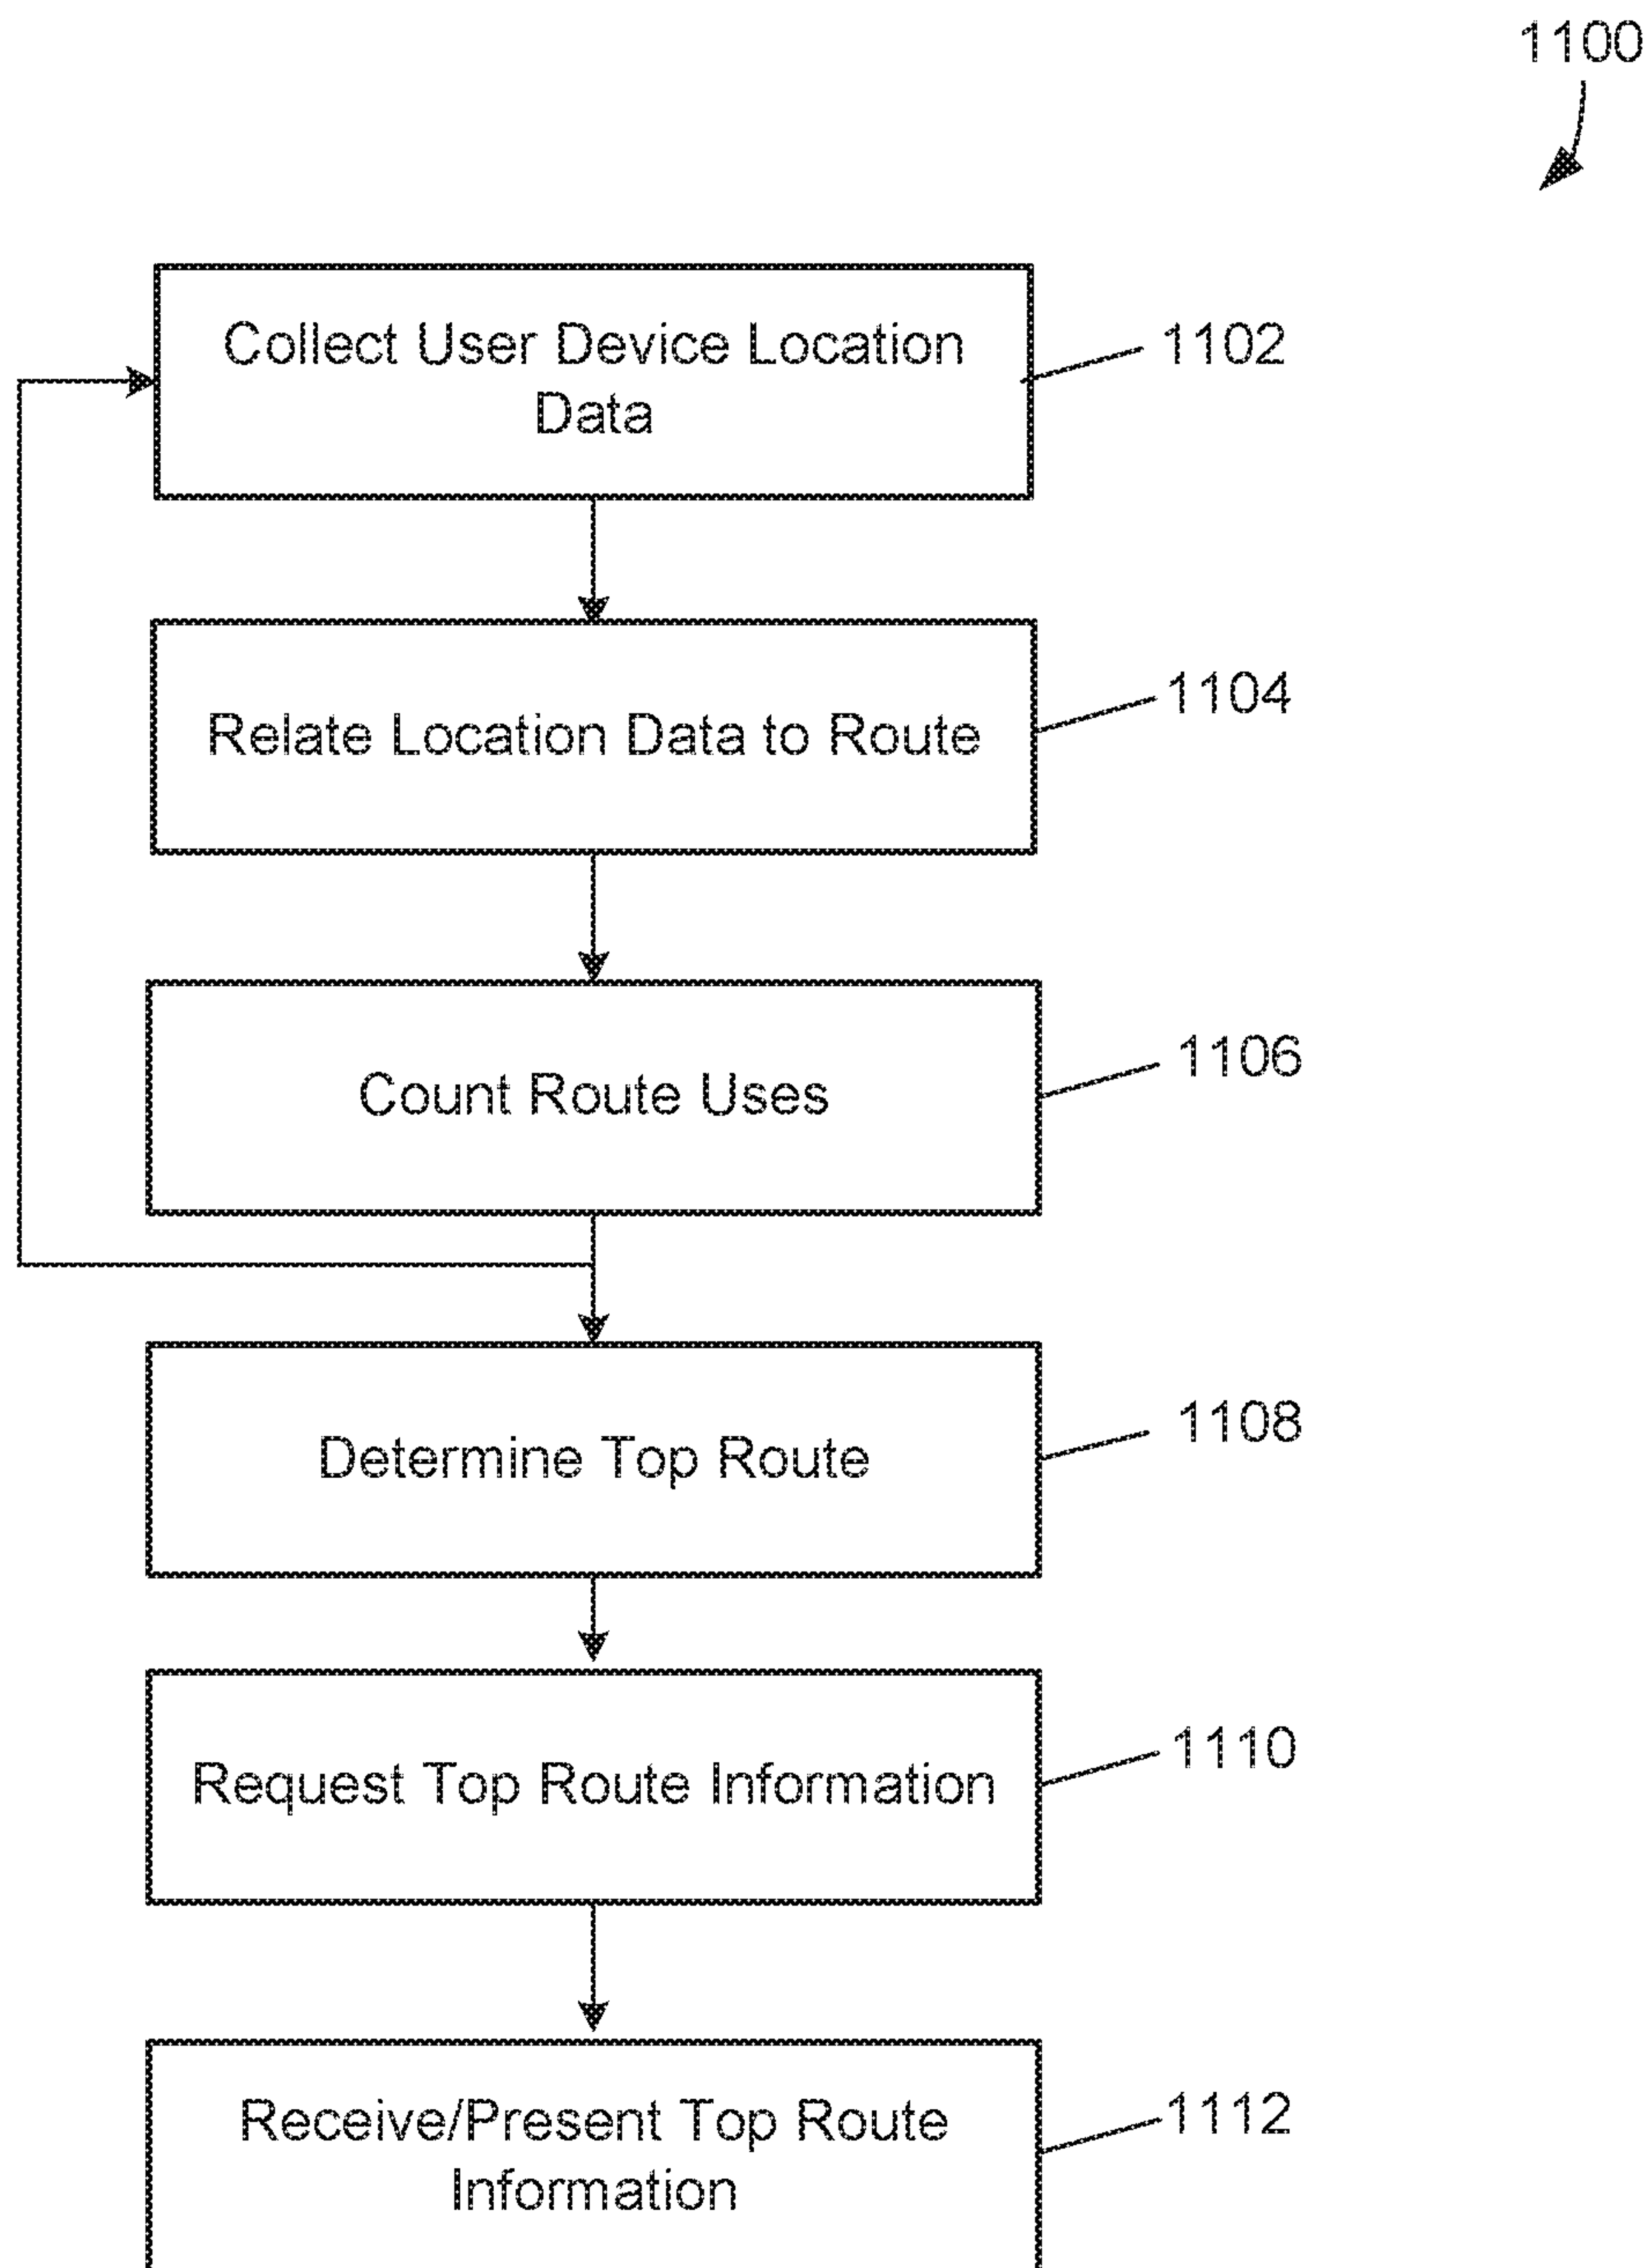 1100
Collect User Device Location
Data
1102
Relate Location Data to Route
1104
Count Route Uses
1106
Determine Top Route
1108
Request Top Route Information
1110
Receive/Present Top Route
Information
1112